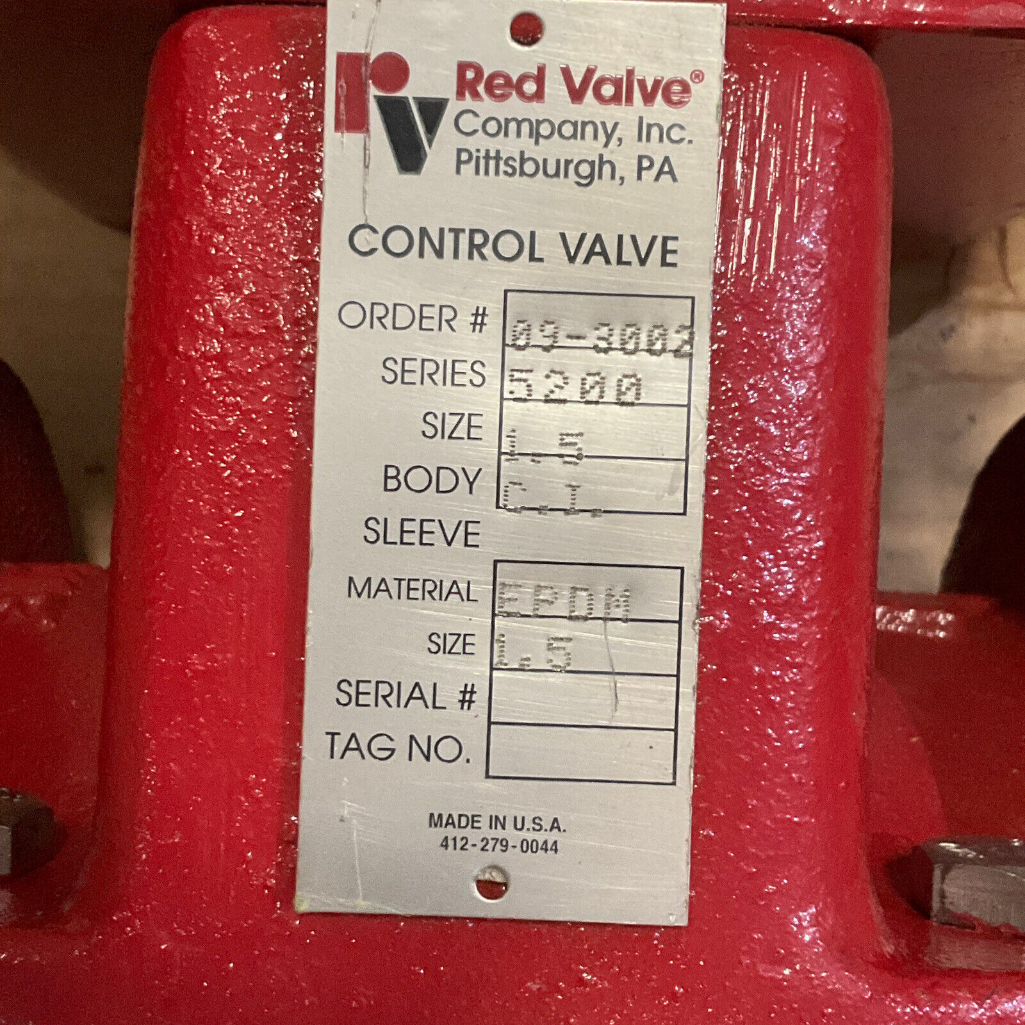 rv Red Valve®
Company, Inc.
Pittsburgh, PA
CONTROL VALVE
ORDER # 09-3002
SERIES 5200
SIZE 1.5
BODY C.I.
SLEEVE
MATERIAL EPDM
SIZE 1.5
SERIAL #
TAG NO.
MADE IN U.S.A.
412-279-0044